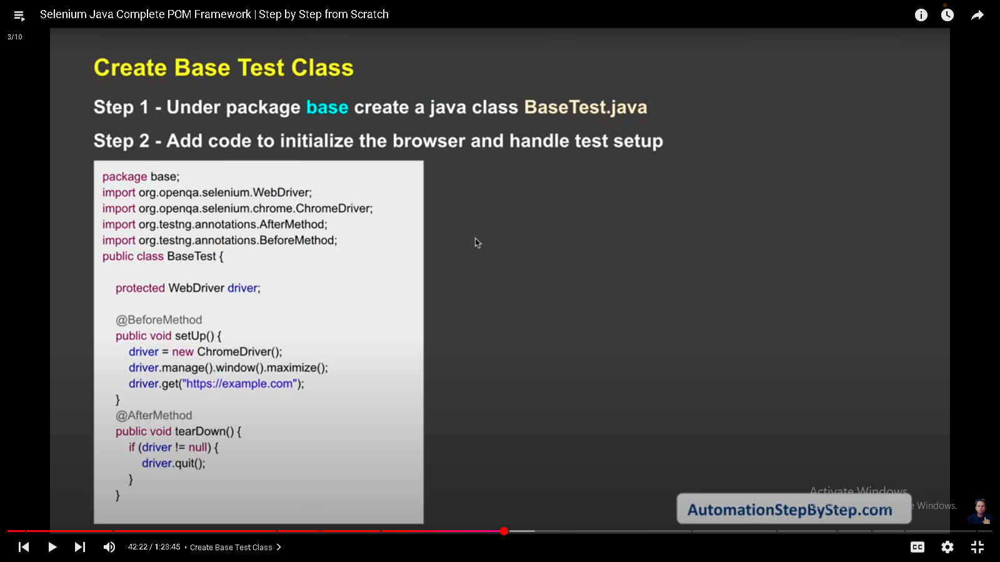 Selenium Java Complete POM Framework | Step by Step from Scratch
3/10
Create Base Test Class
Step 1 - Under package base create a java class BaseTest.java
Step 2 - Add code to initialize the browser and handle test setup
package base;
import org.openqa.selenium.WebDriver;
import org.openqa.selenium.chrome.ChromeDriver;
import org.testng.annotations.AfterMethod;
import org.testng.annotations.BeforeMethod;
public class BaseTest {
protected WebDriver driver;
@BeforeMethod
public void setUp() {
driver = new ChromeDriver();
driver.manage().window().maximize();
driver.get("https://example.com");
}
@AfterMethod
public void tearDown() {
if (driver != null) {
driver.quit();
}
}
Activate Windows
Windows.
AutomationStepByStep.com
42:22 / 1:23:45 • Create Base Test Class
CC